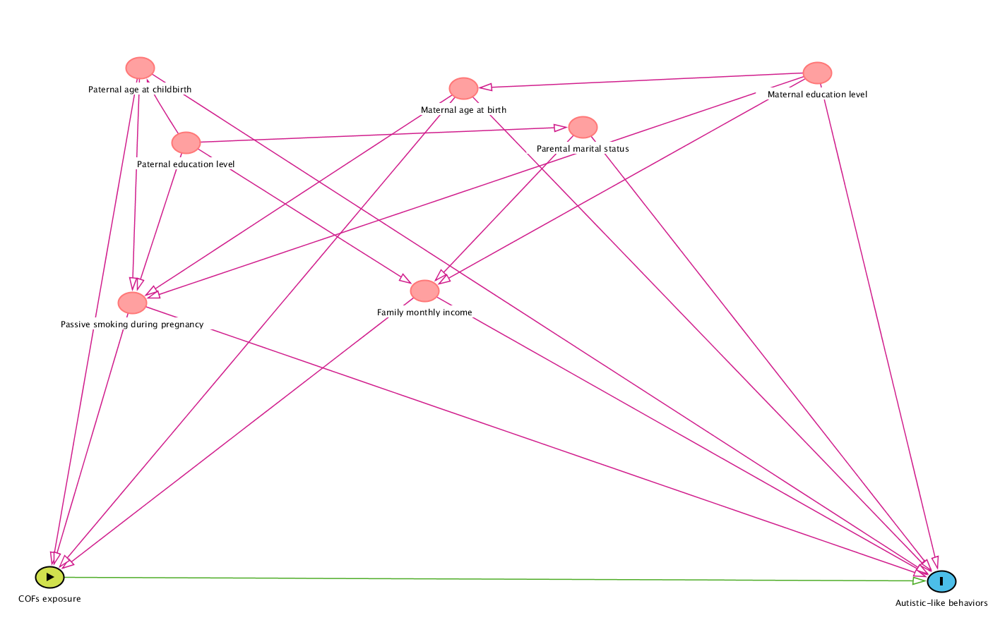 Paternal age at childbirth
Maternal age at birth
Maternal education level
Parental marital status
Paternal education level
Family monthly income
Passive smoking during pregnancy
COFs exposure
Autistic-like behaviors